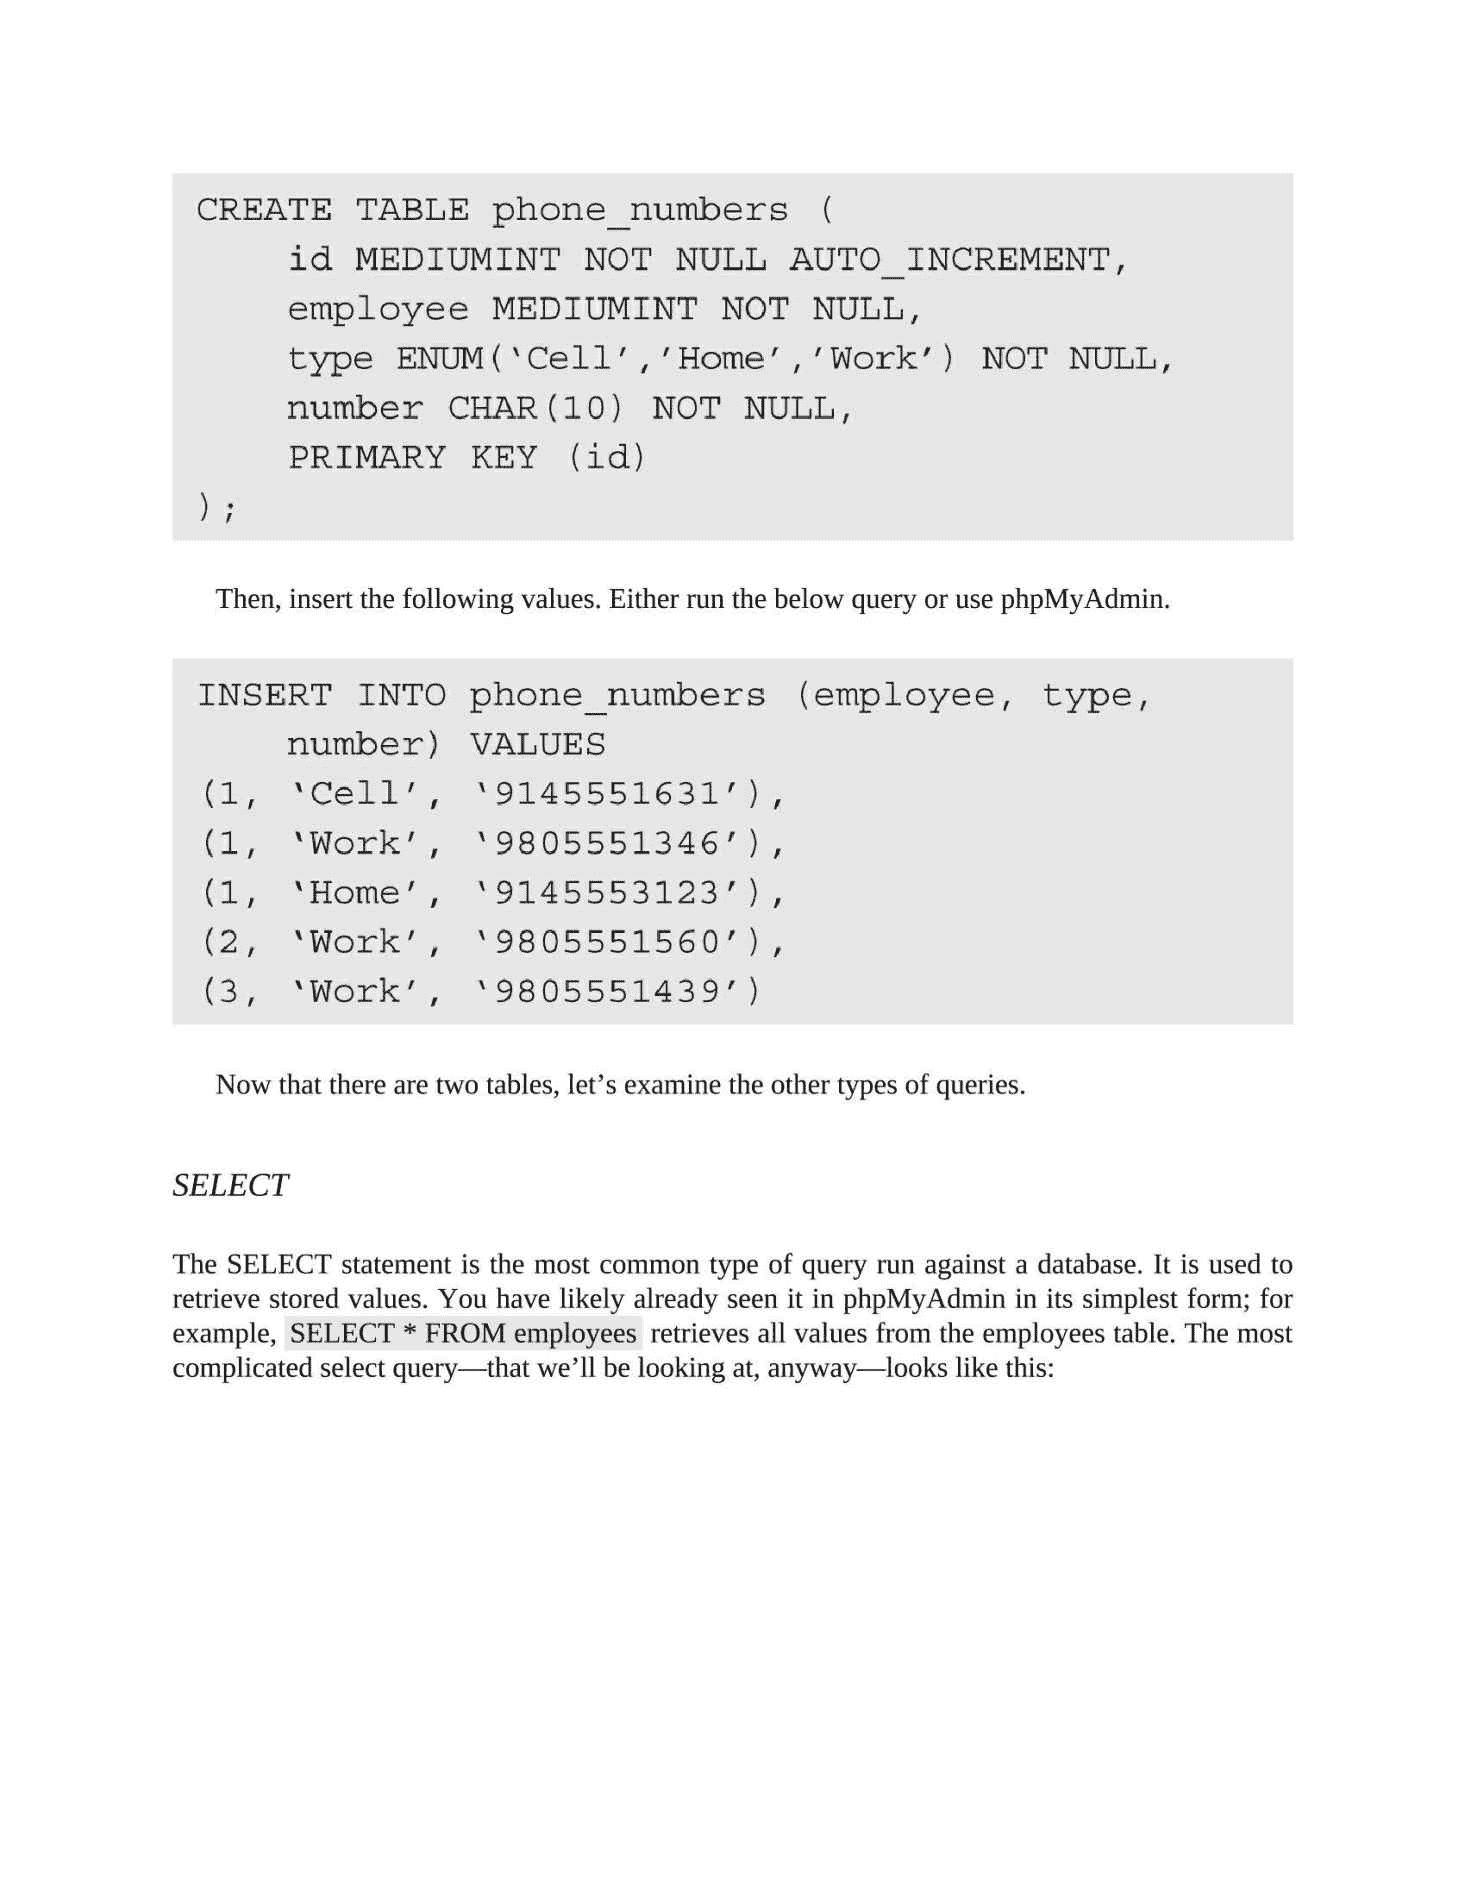 CREATE TABLE phone_numbers (
    id MEDIUMINT NOT NULL AUTO_INCREMENT,
    employee MEDIUMINT NOT NULL,
    type ENUM(‘Cell’,’Home’,’Work’) NOT NULL,
    number CHAR(10) NOT NULL,
    PRIMARY KEY (id)
);
Then, insert the following values. Either run the below query or use phpMyAdmin.
INSERT INTO phone_numbers (employee, type,
    number) VALUES
(1, ‘Cell’, ‘9145551631’),
(1, ‘Work’, ‘9805551346’),
(1, ‘Home’, ‘9145553123’),
(2, ‘Work’, ‘9805551560’),
(3, ‘Work’, ‘9805551439’)
Now that there are two tables, let’s examine the other types of queries.
SELECT
The SELECT statement is the most common type of query run against a database. It is used to
retrieve stored values. You have likely already seen it in phpMyAdmin in its simplest form; for
example, SELECT * FROM employees retrieves all values from the employees table. The most
complicated select query—that we’ll be looking at, anyway—looks like this: